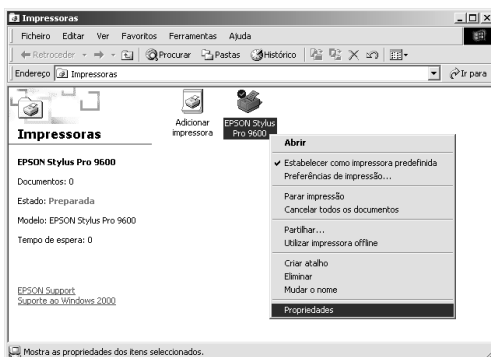 Impressoras
Ficheiro Editar Ver Favoritos Ferramentas Ajuda
Retroceder Procurar Pastas Histórico
Endereço Impressoras Ir para
Impressoras
EPSON Stylus Pro 9600
Documentos: 0
Estado: Preparada
Modelo: EPSON Stylus Pro 9600
Tempo de espera: 0
EPSON Support
Suporte ao Windows 2000
Adicionar
impressora
EPSON Stylus
Pro 9600
Abrir
Estabelecer como impressora predefinida
Preferências de impressão...
Parar impressão
Cancelar todos os documentos
Partilhar...
Utilizar impressora offline
Criar atalho
Eliminar
Mudar o nome
Propriedades
Mostra as propriedades dos itens seleccionados.